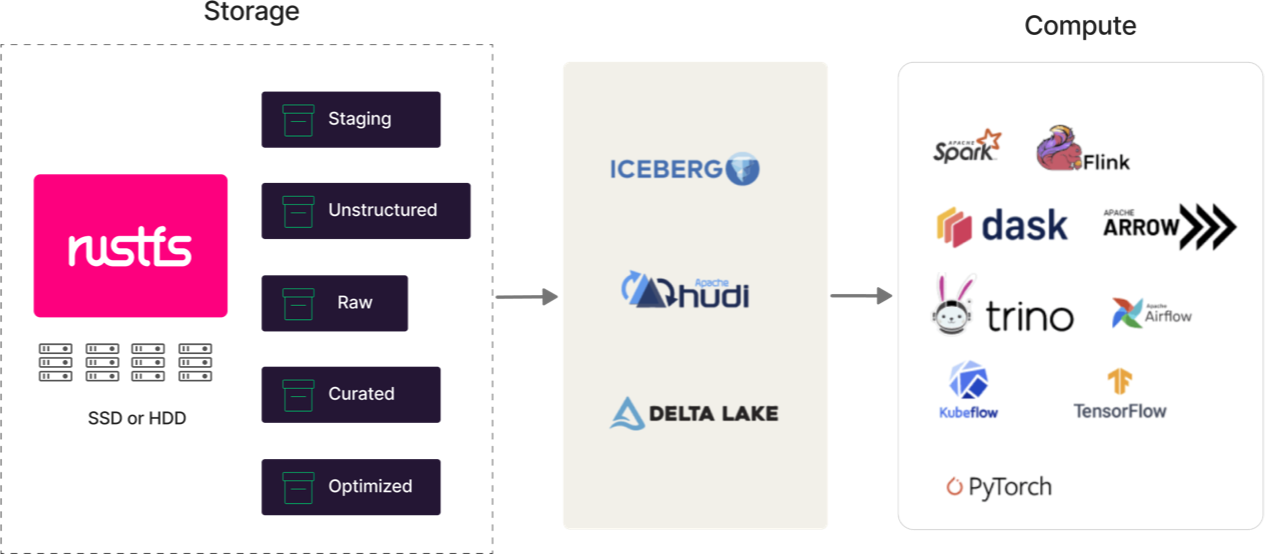 Storage
rustfs
SSD or HDD
Staging
Unstructured
Raw
Curated
Optimized
ICEBERG
Apache
hudi
DELTA LAKE
Compute
APACHE
Spark
Flink
dask
APACHE
ARROW
trino
Apache
Airflow
Kubeflow
TensorFlow
PyTorch